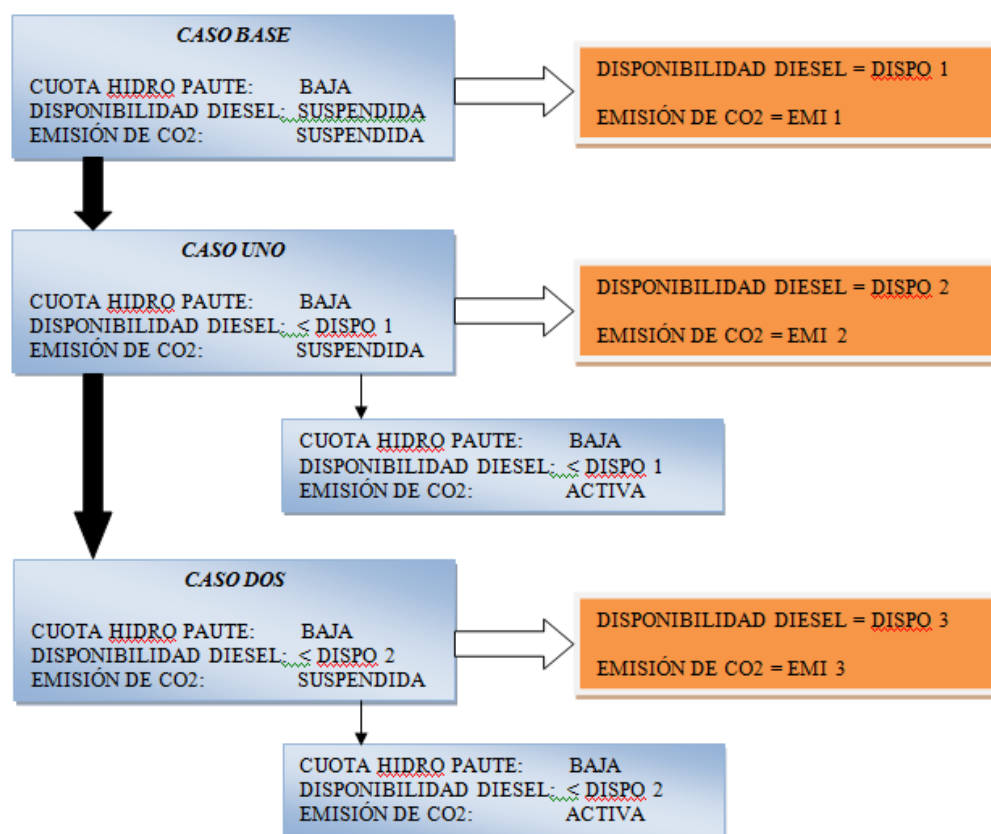 CASO BASE
CUOTA HIDRO PAUTE: BAJA
DISPONIBILIDAD DIESEL: SUSPENDIDA
EMISIÓN DE CO2: SUSPENDIDA
DISPONIBILIDAD DIESEL = DISPO 1
EMISIÓN DE CO2 = EMI 1
CASO UNO
CUOTA HIDRO PAUTE: BAJA
DISPONIBILIDAD DIESEL: < DISPO 1
EMISIÓN DE CO2: SUSPENDIDA
DISPONIBILIDAD DIESEL = DISPO 2
EMISIÓN DE CO2 = EMI 2
CUOTA HIDRO PAUTE: BAJA
DISPONIBILIDAD DIESEL: < DISPO 1
EMISIÓN DE CO2: ACTIVA
CASO DOS
CUOTA HIDRO PAUTE: BAJA
DISPONIBILIDAD DIESEL: < DISPO 2
EMISIÓN DE CO2: SUSPENDIDA
DISPONIBILIDAD DIESEL = DISPO 3
EMISIÓN DE CO2 = EMI 3
CUOTA HIDRO PAUTE: BAJA
DISPONIBILIDAD DIESEL: < DISPO 2
EMISIÓN DE CO2: ACTIVA